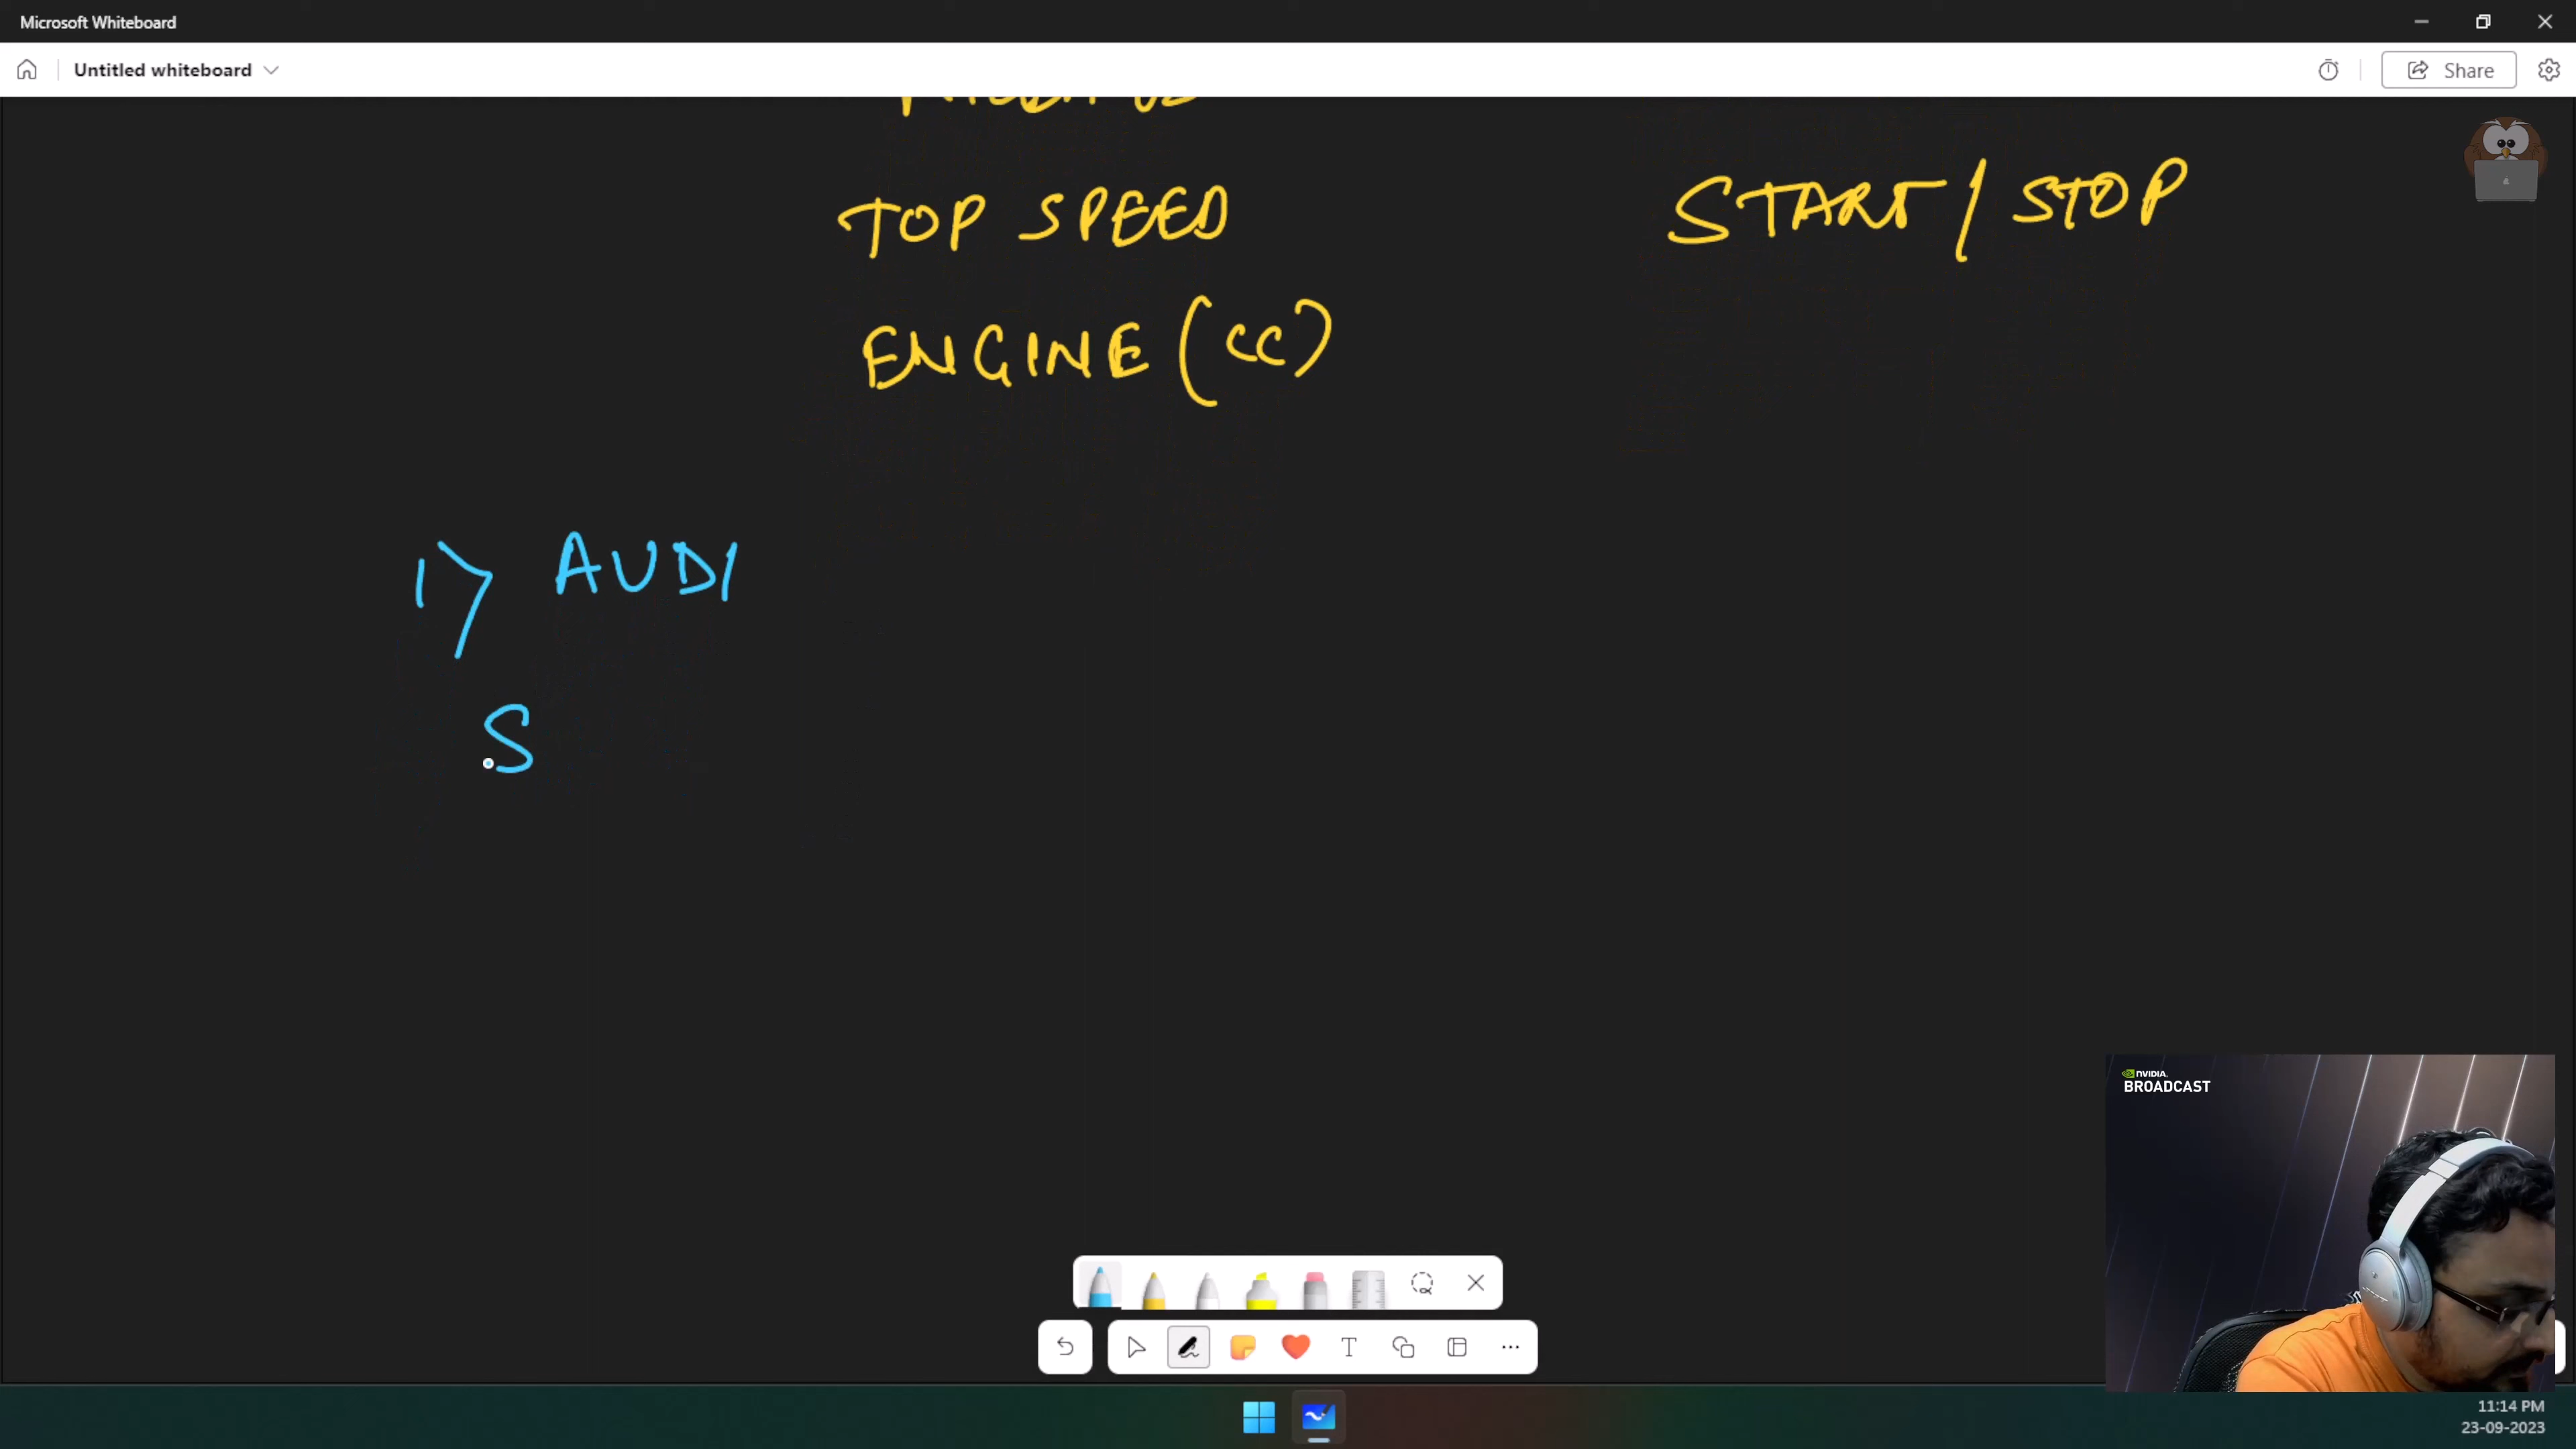 Microsoft Whiteboard
Untitled whiteboard
Share
TOP SPEED
START/STOP
ENGINE (CC)
1) AUDI
S
NVIDIA.
BROADCAST
11:14 PM
23-09-2023